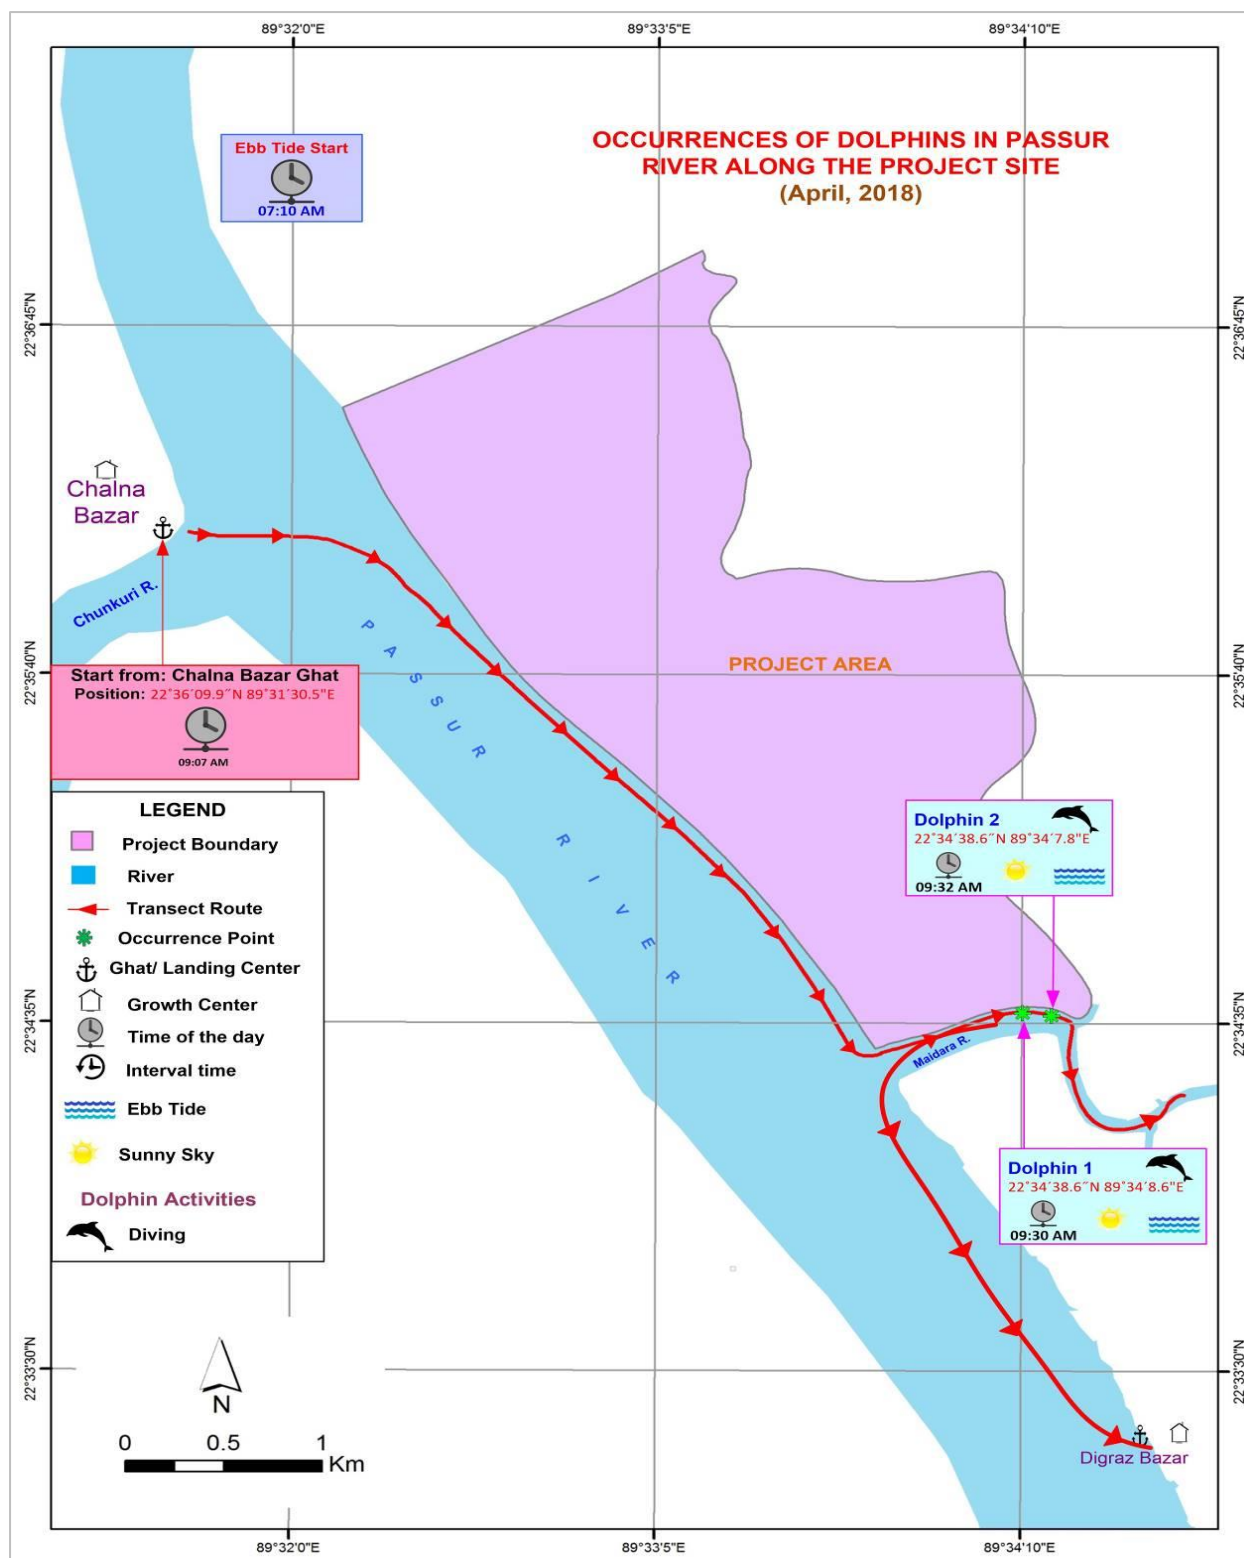 89°32'0"E
89°33'5"E
89°34'10"E
OCCURRENCES OF DOLPHINS IN PASSUR
RIVER ALONG THE PROJECT SITE
(April, 2018)
Ebb Tide Start
07:10 AM
22°36'45"N
22°36'45"N
Chalna
Bazar
Chunkuri R.
PASSUR RIVER
PROJECT AREA
22°35'40"N
22°35'40"N
Start from: Chalna Bazar Ghat
Position: 22°36´09.9˝N 89°31´30.5"E
09:07 AM
LEGEND
Project Boundary
River
Transect Route
Occurrence Point
Ghat/ Landing Center
Growth Center
Time of the day
Interval time
Ebb Tide
Sunny Sky
Dolphin Activities
Diving
Dolphin 2
22°34´38.6˝N 89°34´7.8"E
09:32 AM
22°34'35"N
22°34'35"N
Maidara R.
Dolphin 1
22°34´38.6˝N 89°34´8.6"E
09:30 AM
22°33'30"N
22°33'30"N
N
0 0.5 1
Km
Digraz Bazar
89°32'0"E
89°33'5"E
89°34'10"E